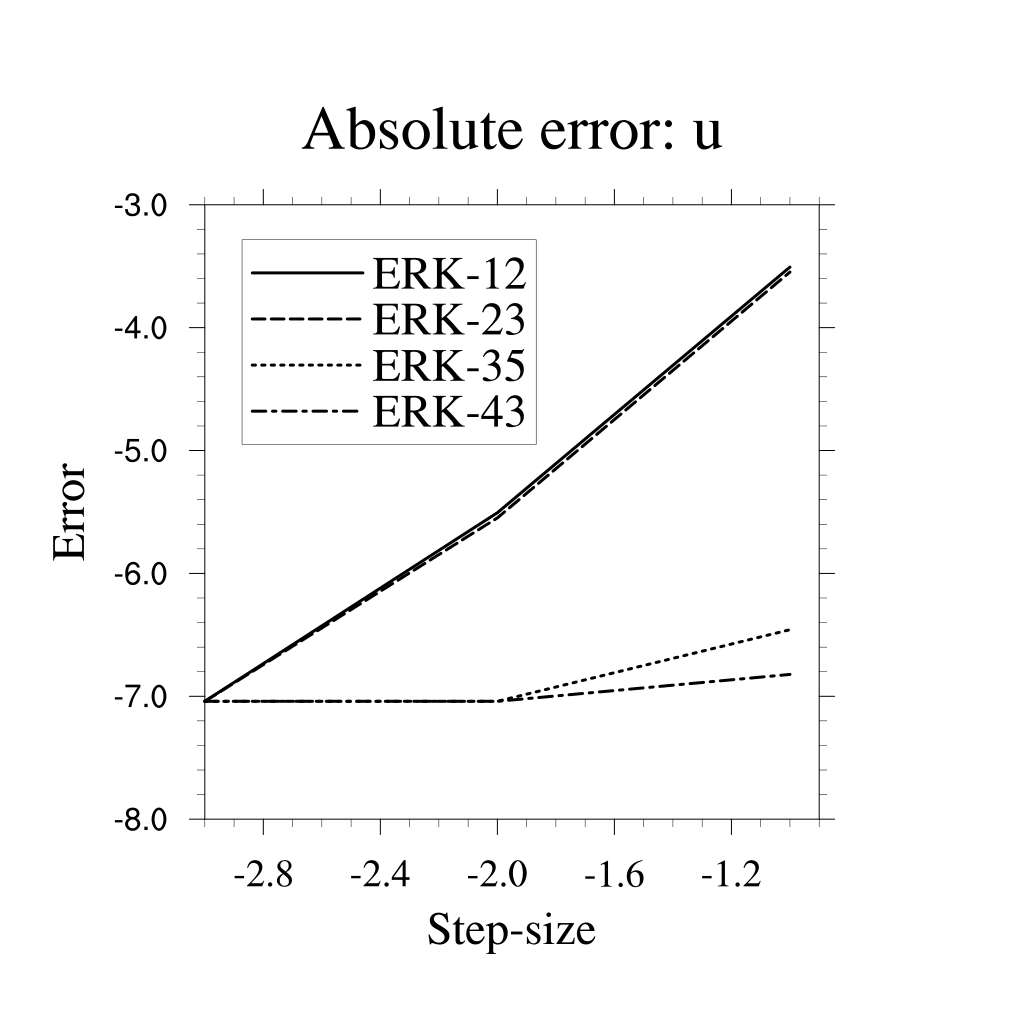 Absolute error: u
-3.0
-4.0
-5.0
-6.0
-7.0
-8.0
Error
ERK-12
ERK-23
ERK-35
ERK-43
-2.8 -2.4 -2.0 -1.6 -1.2
Step-size